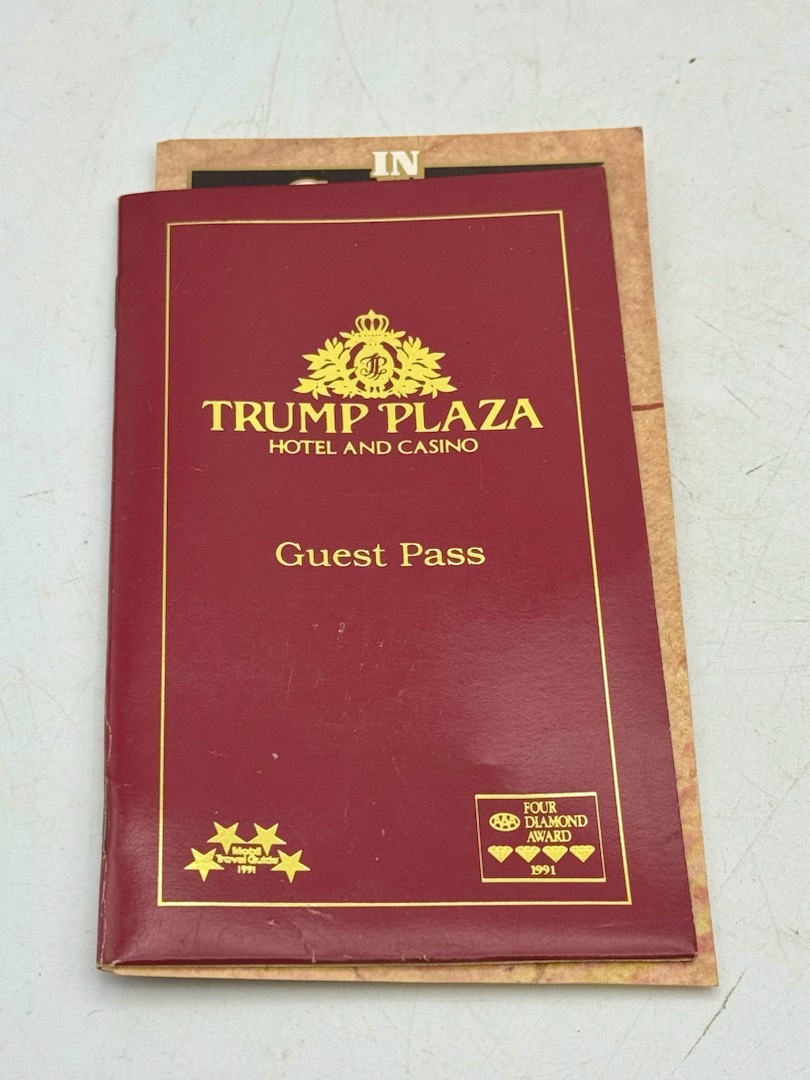 IN
TRUMP PLAZA
HOTEL AND CASINO
Guest Pass
Mobil
Travel Guide
1991
AAA
FOUR
DIAMOND
AWARD
1991